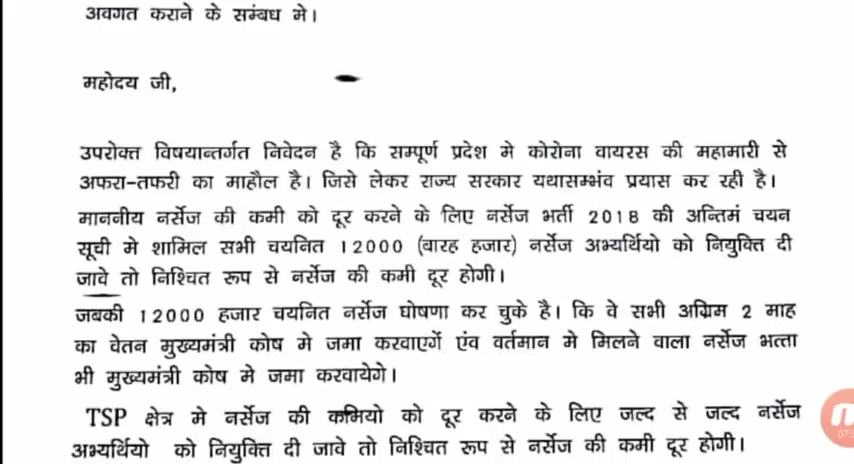 अवगत कराने के सम्बंध मे।
महोदय जी,
उपरोक्त विषयान्तर्गत निवेदन है कि सम्पूर्ण प्रदेश मे कोरोना वायरस की महामारी से
अफरा-तफरी का माहौल है। जिसे लेकर राज्य सरकार यथासम्भंव प्रयास कर रही है।
माननीय नर्सेज की कमी को दूर करने के लिए नर्सेज भर्ती 2018 की अन्तिमं चयन
सूची मे शामिल सभी चयनित 12000 (बारह हजार) नर्सेज अभ्यर्थियो को नियुक्ति दी
जावे तो निश्चित रूप से नर्सेज की कमी दूर होगी।
जबकी 12000 हजार चयनित नर्सेज घोषणा कर चुके है। कि वे सभी अग्रिम 2 माह
का वेतन मुख्यमंत्री कोष मे जमा करवाएगें एंव वर्तमान मे मिलने वाला नर्सेज भत्ता
भी मुख्यमंत्री कोष मे जमा करवायेगे।
TSP क्षेत्र मे नर्सेज की कमियो को दूर करने के लिए जल्द से जल्द नर्सेज
अभ्यर्थियो को नियुक्ति दी जावे तो निश्चित रूप से नर्सेज की कमी दूर होगी।